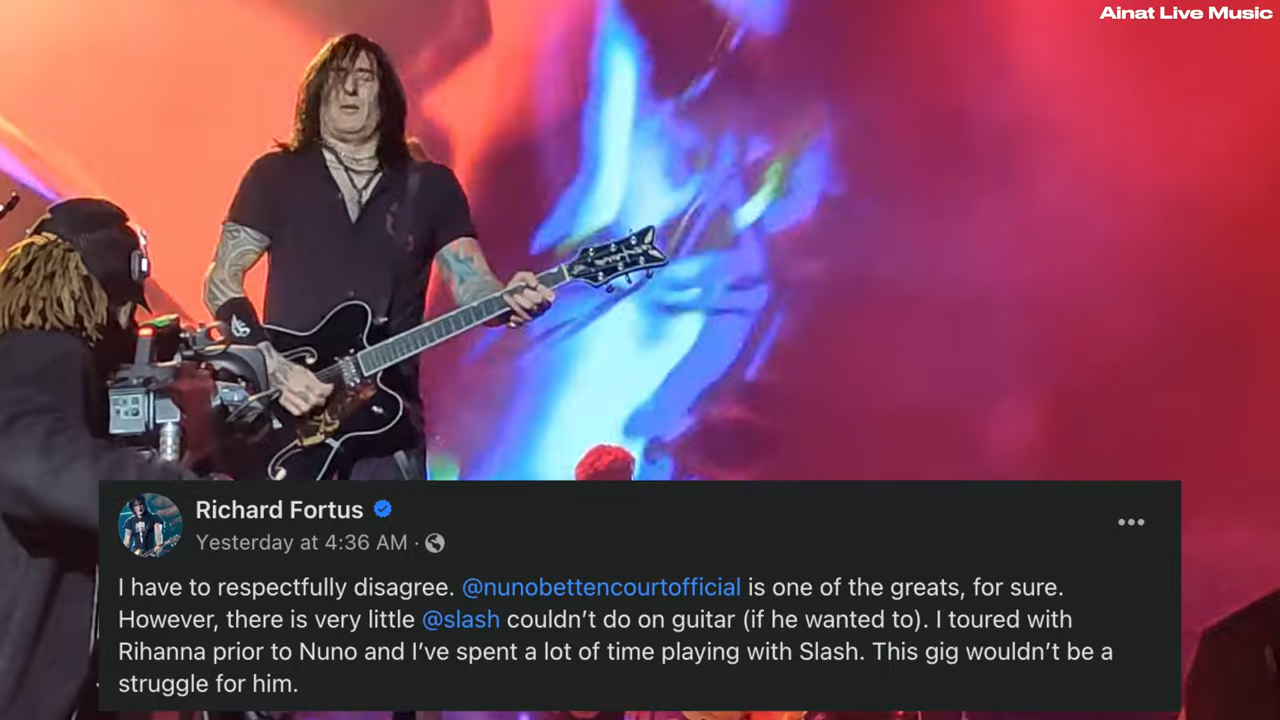 Ainat Live Music
Richard Fortus
Yesterday at 4:36 AM ·
I have to respectfully disagree. @nunobettencourtofficial is one of the greats, for sure.
However, there is very little @slash couldn’t do on guitar (if he wanted to). I toured with
Rihanna prior to Nuno and I’ve spent a lot of time playing with Slash. This gig wouldn’t be a
struggle for him.